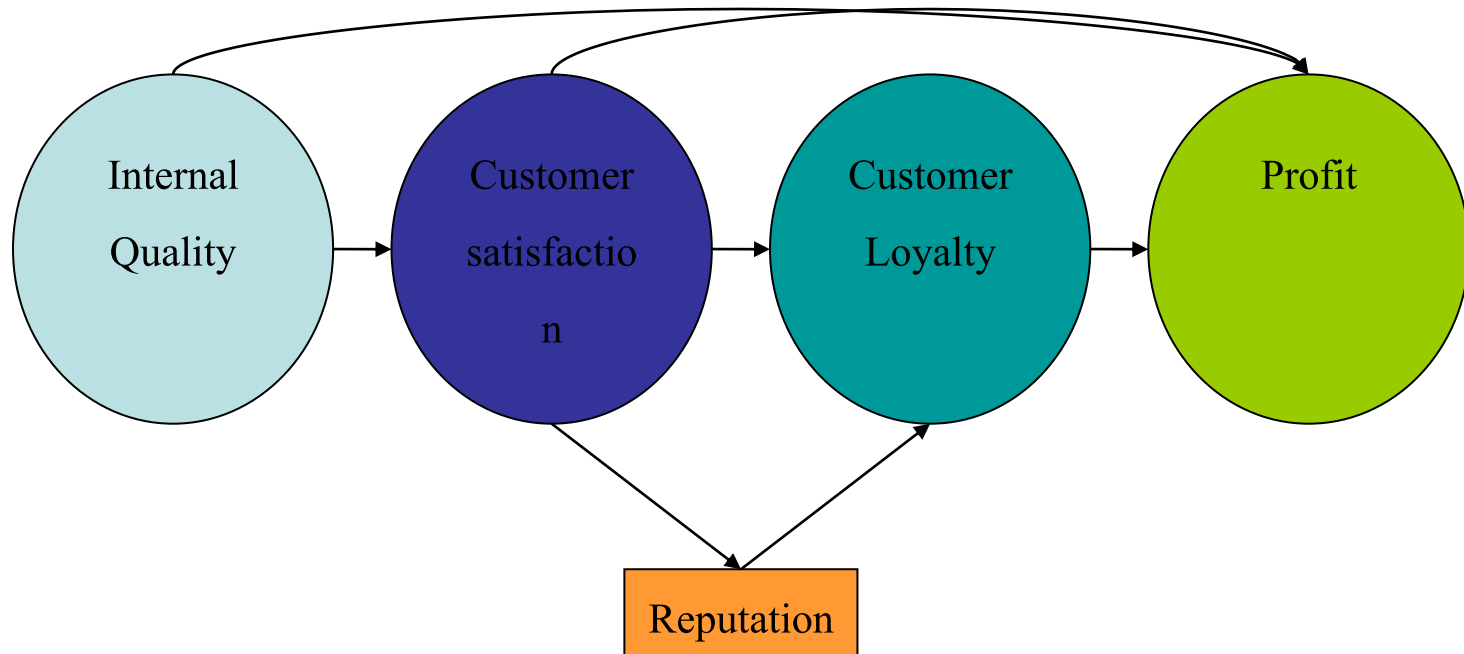 Internal
Quality
Customer
satisfactio
n
Customer
Loyalty
Profit
Reputation